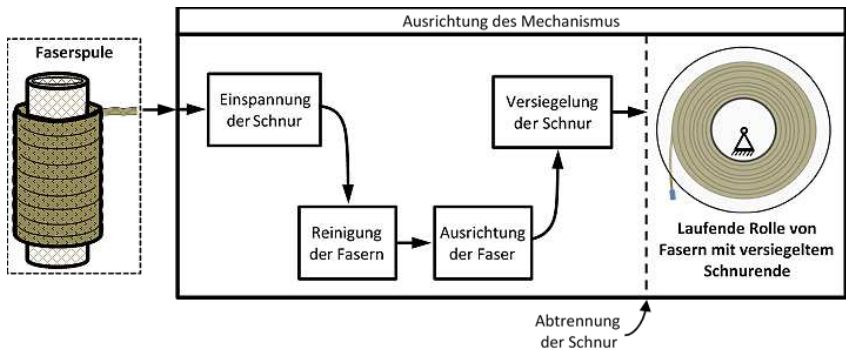 Ausrichtung des Mechanismus
Faserspule
Einspannung
der Schnur
Reinigung
der Fasern
Ausrichtung
der Faser
Versiegelung
der Schnur
Laufende Rolle von
Fasern mit versiegeltem
Schnurende
Abtrennung
der Schnur